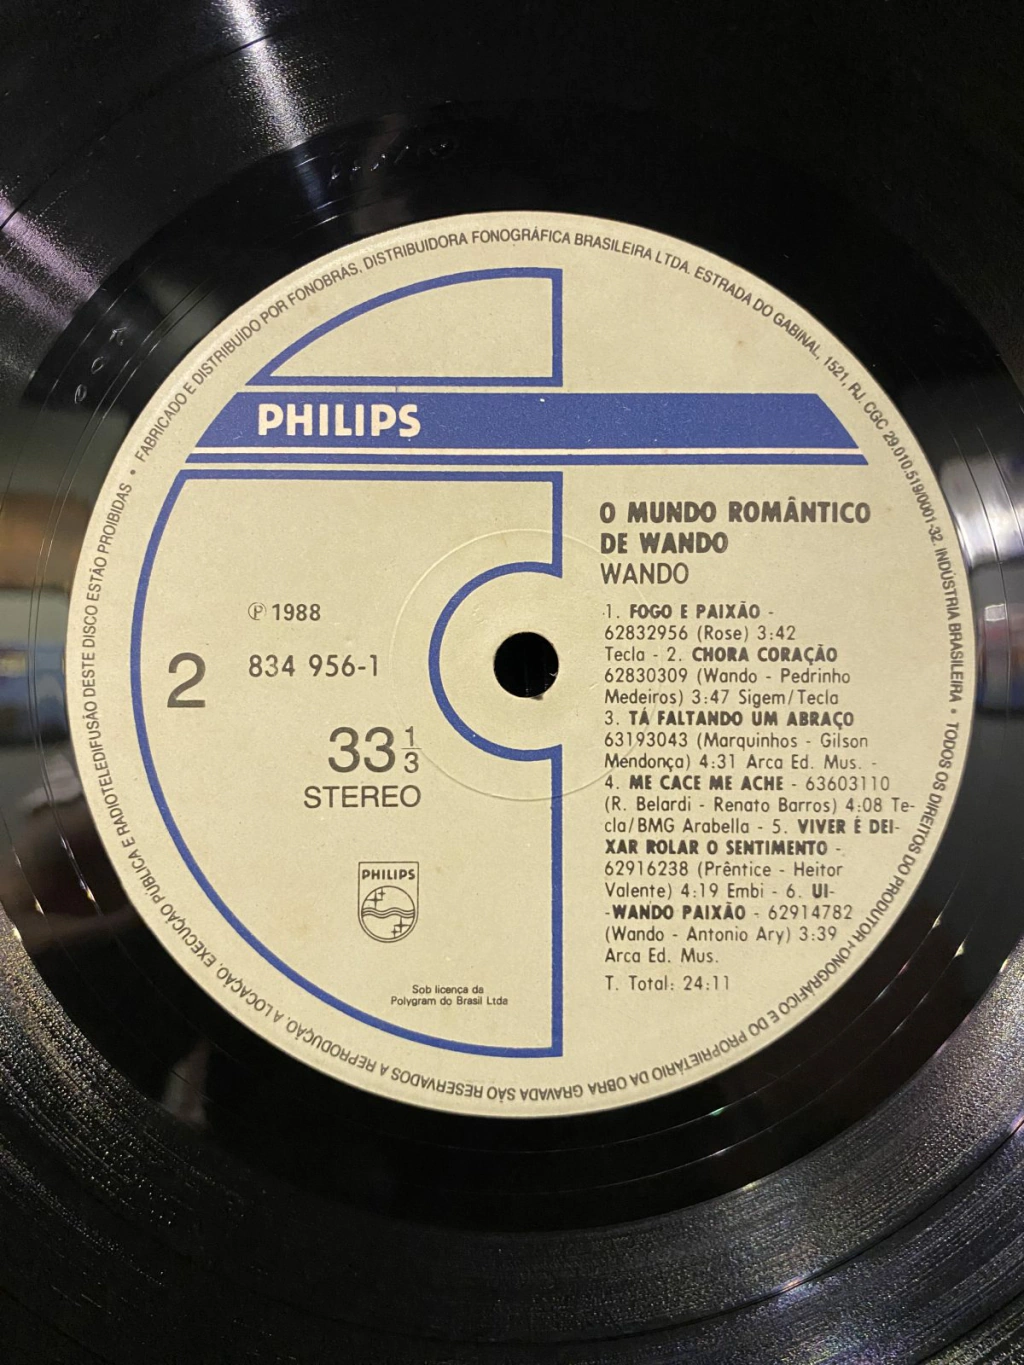 FABRICADO E DISTRIBUÍDO POR FONOBRÁS, DISTRIBUIDORA FONOGRÁFICA BRASILEIRA LTDA. ESTRADA DO GABINAL, 1521, RJ. CGC 29.010.519/0001-32. INDÚSTRIA BRASILEIRA • TODOS OS DIREITOS DO PRODUTOR FONOGRÁFICO E DO PROPRIETÁRIO DA OBRA GRAVADA SÃO RESERVADOS A REPRODUÇÃO, A LOCAÇÃO, EXECUÇÃO PÚBLICA E RADIOTELEDIFUSÃO DESTE DISCO ESTÃO PROIBIDAS •
PHILIPS
O MUNDO ROMÂNTICO
DE WANDO
WANDO
1. FOGO E PAIXÃO -
62832956 (Rose) 3:42
Tecla - 2. CHORA CORAÇÃO
62830309 (Wando - Pedrinho
Medeiros) 3:47 Sigem/Tecla
3. TÁ FALTANDO UM ABRAÇO
63193043 (Marquinhos - Gilson
Mendonça) 4:31 Arca Ed. Mus. -
4. ME CACE ME ACHE - 63603110
(R. Belardi - Renato Barros) 4:08 Te-
cla/BMG Arabella - 5. VIVER É DEI-
XAR ROLAR O SENTIMENTO -
62916238 (Prêntice - Heitor
Valente) 4:19 Embi - 6. UI-
-WANDO PAIXÃO - 62914782
(Wando - Antonio Ary) 3:39
Arca Ed. Mus.
T. Total: 24:11
℗ 1988
2
834 956-1
33 1/3
STEREO
PHILIPS
Sob licença da
Polygram do Brasil Ltda